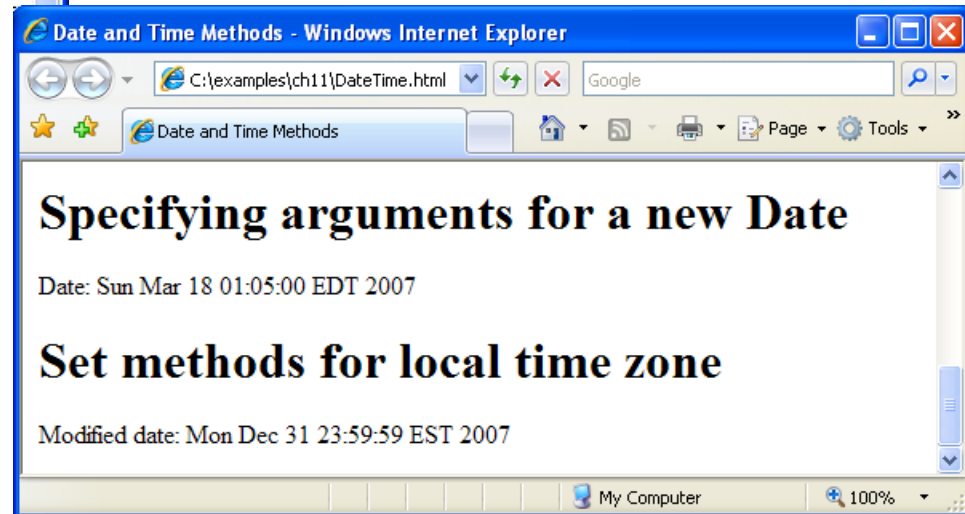 Date and Time Methods - Windows Internet Explorer
C:\examples\ch11\DateTime.html
Google
Date and Time Methods
Page
Tools
»
Specifying arguments for a new Date
Date: Sun Mar 18 01:05:00 EDT 2007
Set methods for local time zone
Modified date: Mon Dec 31 23:59:59 EST 2007
My Computer
100%